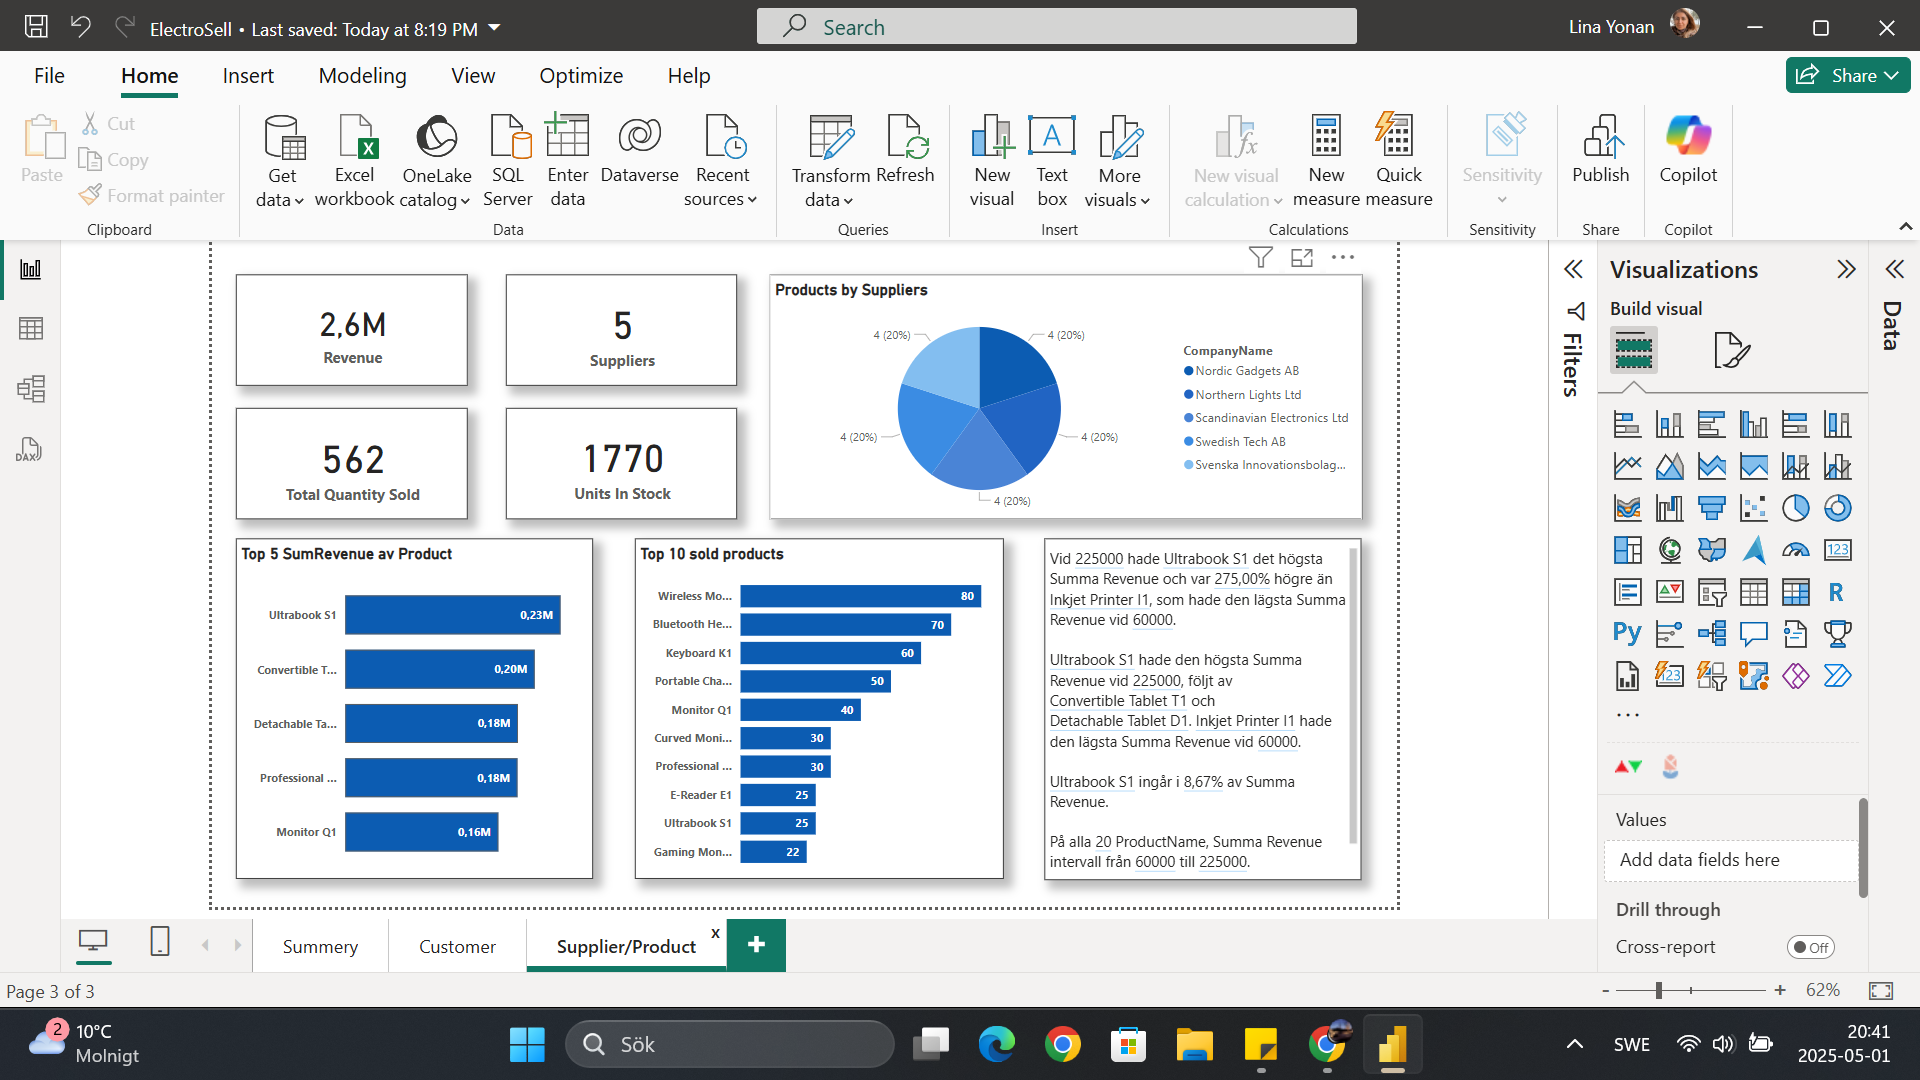 ElectroSell • Last saved: Today at 8:19 PM
Search
Lina Yonan
File
Home
Insert
Modeling
View
Optimize
Help
Share
Paste
Cut
Copy
Format painter
Clipboard
Get data
Excel workbook
OneLake catalog
SQL Server
Enter data
Dataverse
Recent sources
Data
Transform data
Refresh
Queries
New visual
Text box
More visuals
Insert
New visual calculation
New measure
Quick measure
Calculations
Sensitivity
Sensitivity
Publish
Share
Copilot
Copilot
2,6M
Revenue
5
Suppliers
562
Total Quantity Sold
1770
Units In Stock
Products by Suppliers
4 (20%)
4 (20%)
4 (20%)
4 (20%)
4 (20%)
CompanyName
Nordic Gadgets AB
Northern Lights Ltd
Scandinavian Electronics Ltd
Swedish Tech AB
Svenska Innovationsbolag...
Top 5 SumRevenue av Product
Ultrabook S1 0,23M
Convertible T... 0,20M
Detachable Ta... 0,18M
Professional ... 0,18M
Monitor Q1 0,16M
Top 10 sold products
Wireless Mo... 80
Bluetooth He... 70
Keyboard K1 60
Portable Cha... 50
Monitor Q1 40
Curved Moni... 30
Professional ... 30
E-Reader E1 25
Ultrabook S1 25
Gaming Mon... 22
Vid 225000 hade Ultrabook S1 det högsta
Summa Revenue och var 275,00% högre än
Inkjet Printer I1, som hade den lägsta Summa
Revenue vid 60000.
Ultrabook S1 hade den högsta Summa
Revenue vid 225000, följt av
Convertible Tablet T1 och
Detachable Tablet D1. Inkjet Printer I1 hade
den lägsta Summa Revenue vid 60000.
Ultrabook S1 ingår i 8,67% av Summa
Revenue.
På alla 20 ProductName, Summa Revenue
intervall från 60000 till 225000.
Filters
Visualizations
Build visual
123
R
Py
123
...
Values
Add data fields here
Drill through
Cross-report
Off
Data
DAX
Summery
Customer
Supplier/Product
x
+
Page 3 of 3
- + 62%
2
10°C
Molnigt
Sök
SWE
20:41
2025-05-01